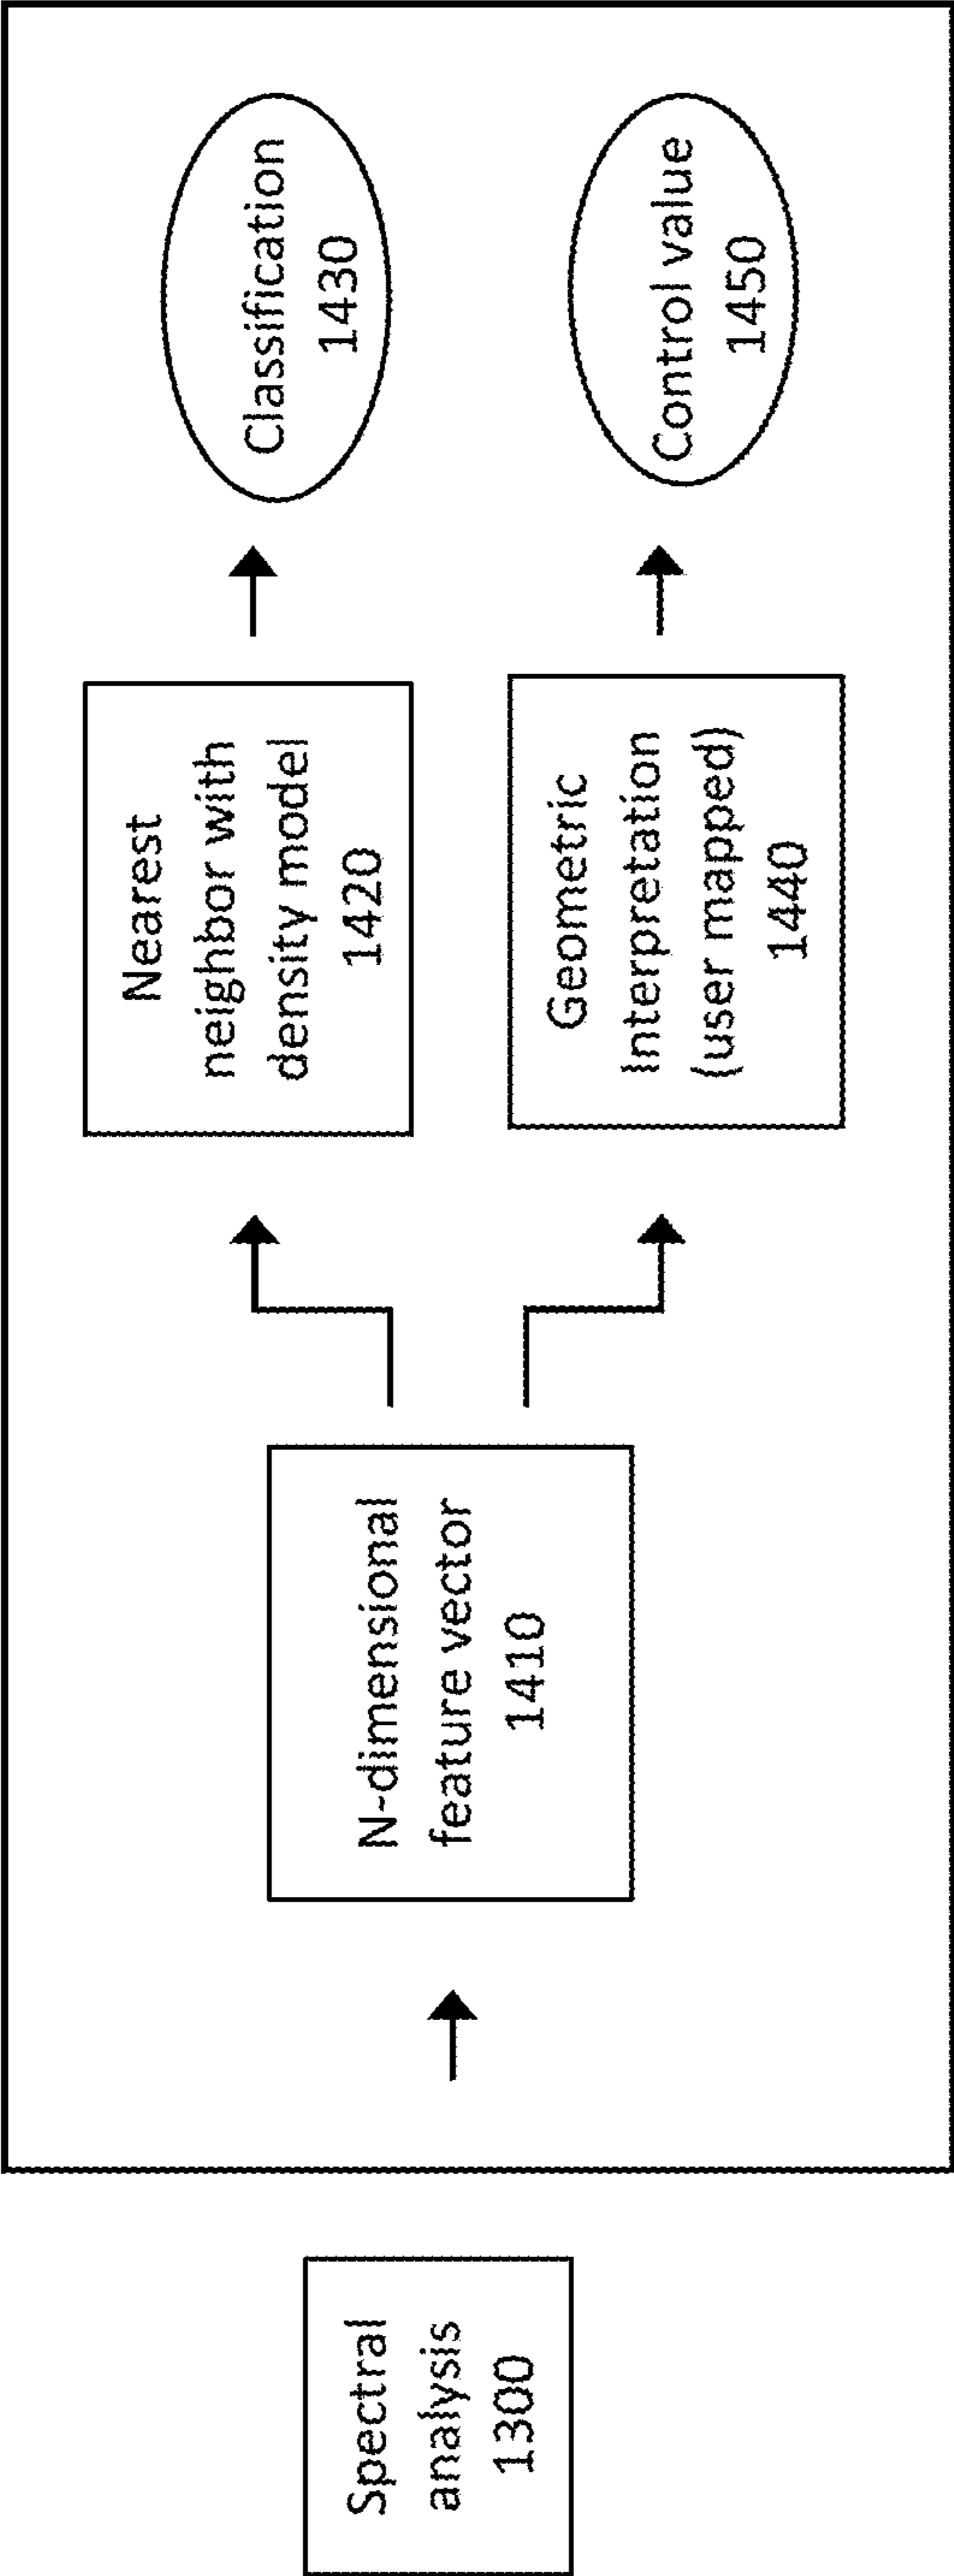 Spectral
analysis
1300
N-dimensional
feature vector
1410
Nearest
neighbor with
density model
1420
Classification
1430
Geometric
Interpretation
(user mapped)
1440
Control value
1450